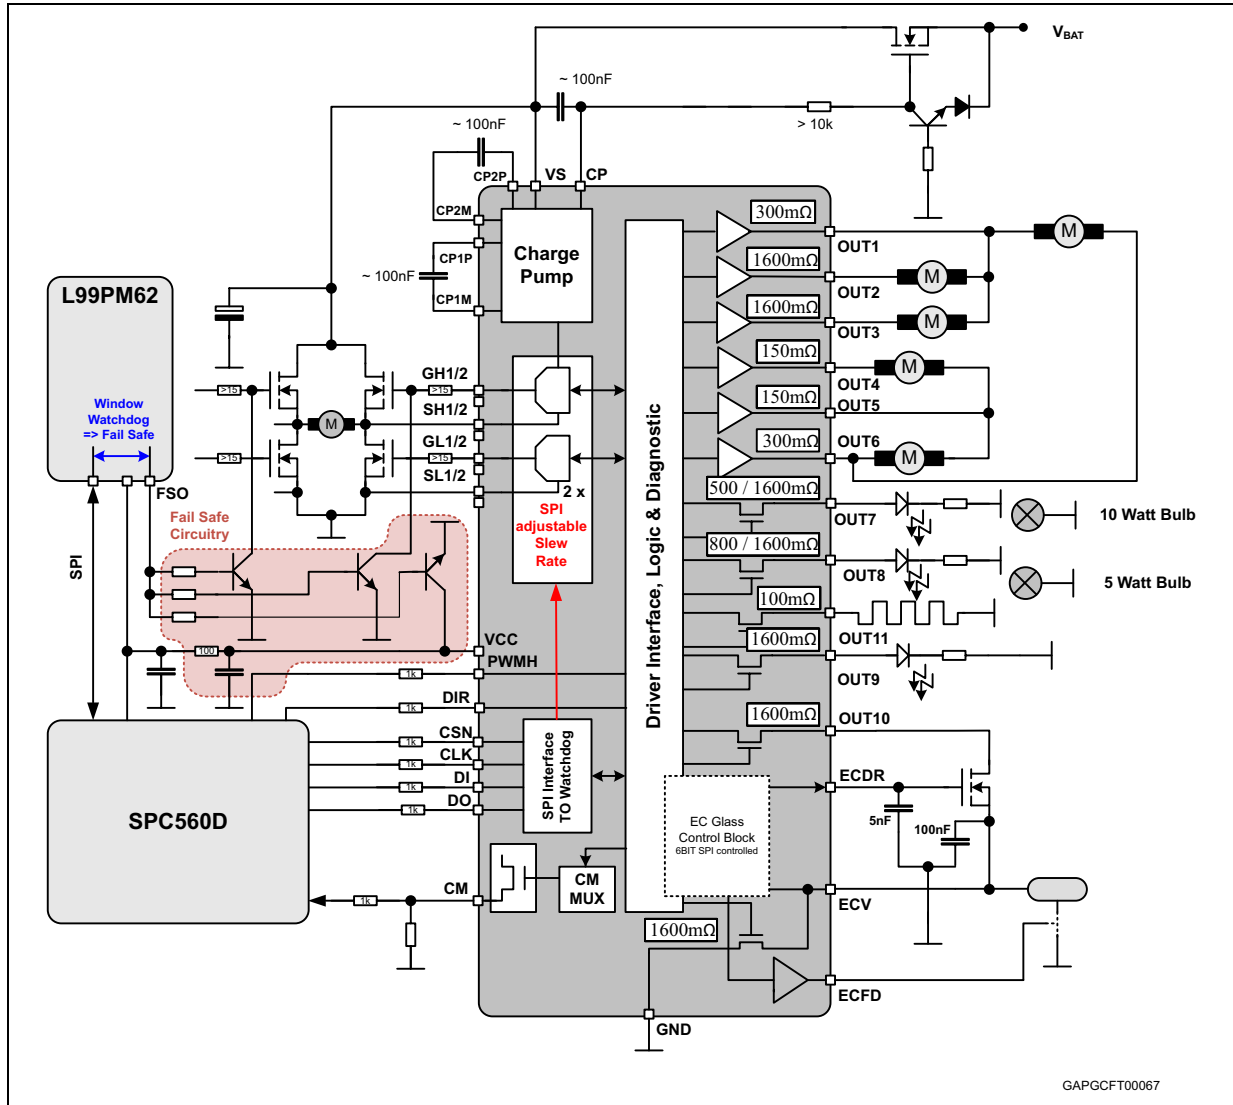 VBAT
~ 100nF
> 10k
~ 100nF
CP2P
VS
CP
CP2M
CP1P
~ 100nF
CP1M
Charge
Pump
300mΩ
OUT1
M
1600mΩ
OUT2
M
1600mΩ
OUT3
M
150mΩ
OUT4
M
150mΩ
OUT5
300mΩ
OUT6
M
L99PM62
Window
Watchdog
=> Fail Safe
FSO
>15
>15
GH1/2
>15
SH1/2
M
GL1/2
>15
SL1/2
2 x
SPI
adjustable
Slew
Rate
Driver Interface, Logic & Diagnostic
500 / 1600mΩ
OUT7
10 Watt Bulb
800 / 1600mΩ
OUT8
5 Watt Bulb
100mΩ
OUT11
1600mΩ
OUT9
1600mΩ
OUT10
Fail Safe
Circuitry
SPI
100
VCC
PWMH
1k
DIR
1k
CSN
1k
CLK
1k
DI
1k
DO
1k
SPI Interface
TO Watchdog
SPC560D
CM
1k
CM
MUX
EC Glass
Control Block
6BIT SPI controlled
ECDR
5nF
100nF
ECV
1600mΩ
ECFD
GND
GAPGCFT00067